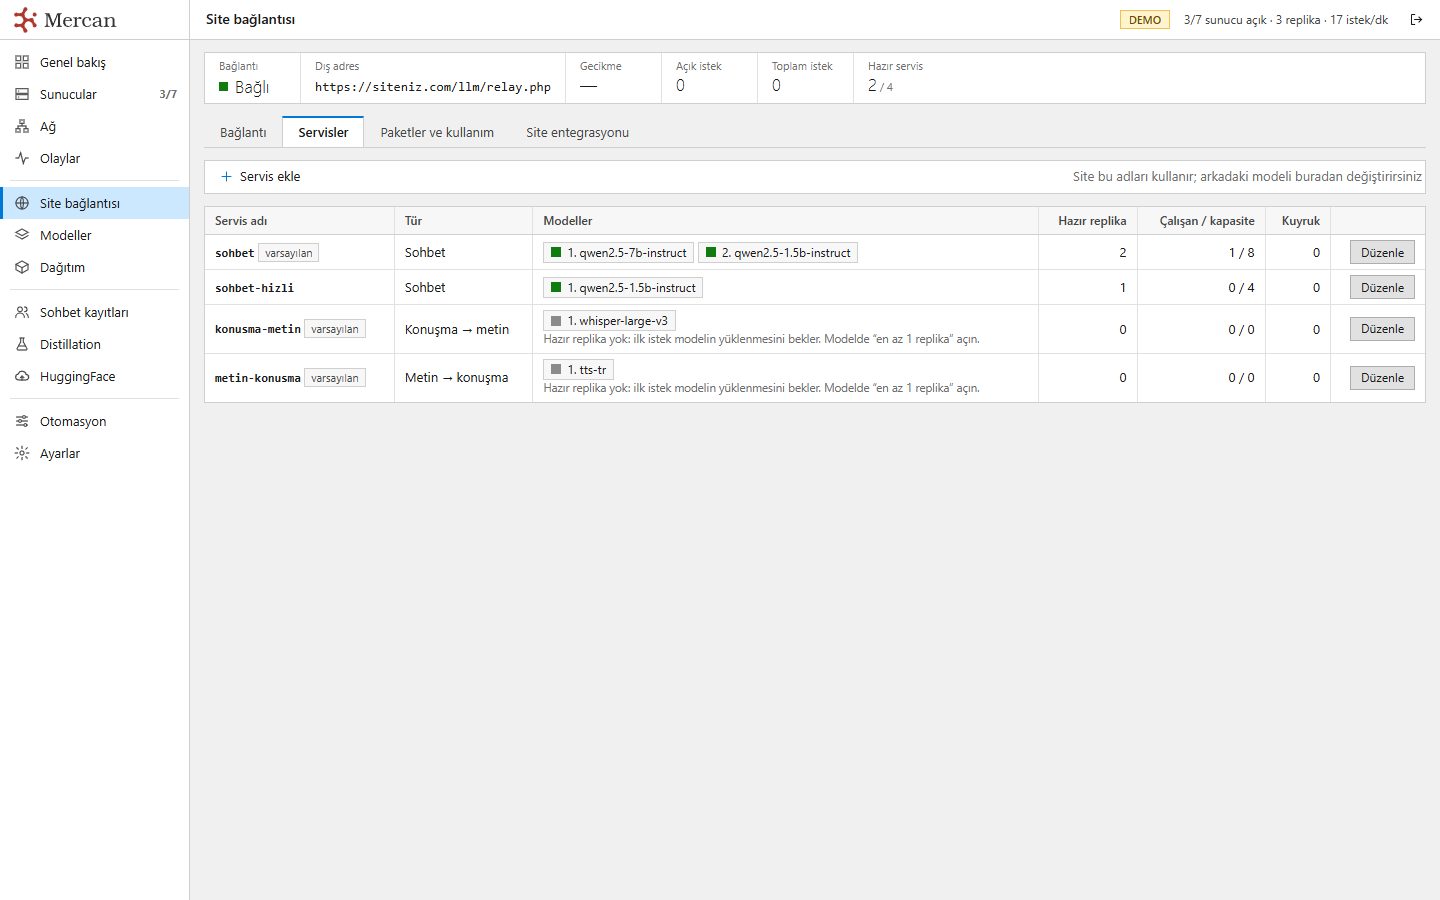 Mercan
Site bağlantısı
DEMO
3/7 sunucu açık · 3 replika · 17 istek/dk
Genel bakış
Sunucular 3/7
Ağ
Olaylar
Site bağlantısı
Modeller
Dağıtım
Sohbet kayıtları
Distillation
HuggingFace
Otomasyon
Ayarlar
Bağlantı
Bağlı
Dış adres
https://siteniz.com/llm/relay.php
Gecikme
—
Açık istek
0
Toplam istek
0
Hazır servis
2 / 4
Bağlantı Servisler Paketler ve kullanım Site entegrasyonu
+ Servis ekle
Site bu adları kullanır; arkadaki modeli buradan değiştirirsiniz
Servis adı Tür Modeller Hazır replika Çalışan / kapasite Kuyruk
sohbet varsayılan Sohbet 1. qwen2.5-7b-instruct 2. qwen2.5-1.5b-instruct 2 1 / 8 0 Düzenle
sohbet-hizli Sohbet 1. qwen2.5-1.5b-instruct 1 0 / 4 0 Düzenle
konusma-metin varsayılan Konuşma → metin 1. whisper-large-v3 0 0 / 0 0 Düzenle
Hazır replika yok: ilk istek modelin yüklenmesini bekler. Modelde “en az 1 replika” açın.
metin-konusma varsayılan Metin → konuşma 1. tts-tr 0 0 / 0 0 Düzenle
Hazır replika yok: ilk istek modelin yüklenmesini bekler. Modelde “en az 1 replika” açın.